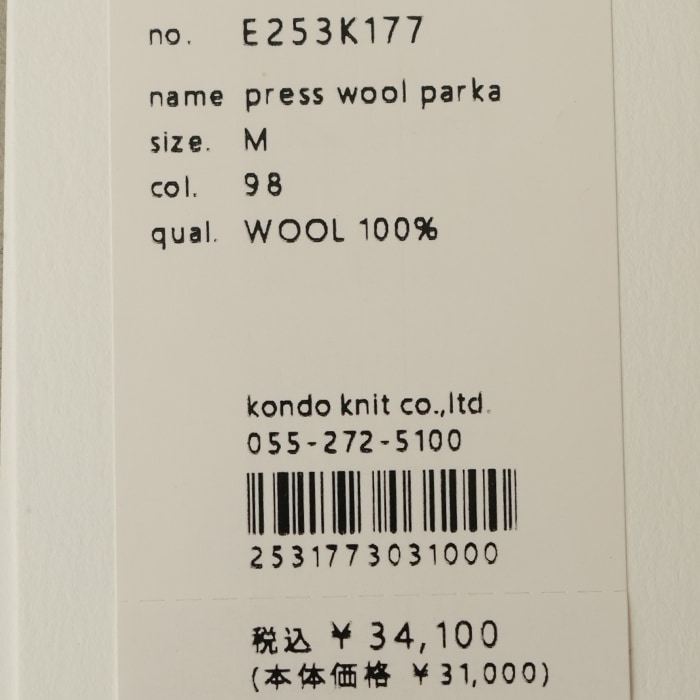 no. E253K177
name press wool parka
size. M
col. 98
qual. WOOL 100%
kondo knit co.,ltd.
055-272-5100
2531773031000
税込 ¥34,100
(本体価格 ¥31,000)